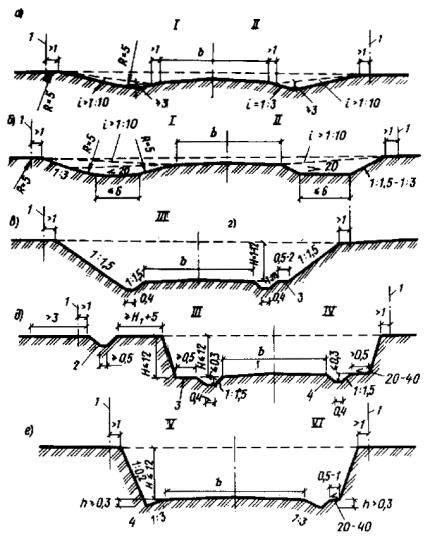 а)
I
II
1
>1
R=5
b
>1
1
R=5
>3
>3
i>1:10
i=1:3
i>1:10
б)
I
II
1
>1
R=5
i>1:10
R=5
b
i>1:10
>1
1
R=5
1:3
20
20
≤6
≤6
1:1,5-1:3
в)
III
г)
1
>1
>1
1:1,5
1:1,5
b
H≤12
0,5-2
1:1,5
0,4
0,4
3
д)
III
IV
>3
1
>1
≥H₁+5
>1
1
2
≥0,5
H≤12
>0,5
H≤12
≤0,3
b
≤0,3
>0,5
3
0,4
1:1,5
4
0,4
1:1,5
20-40
е)
V
VI
1
>1
>1
1
H≤12
b
0,5-1
h>0,3
h>0,3
4
1:3
1:3
20-40